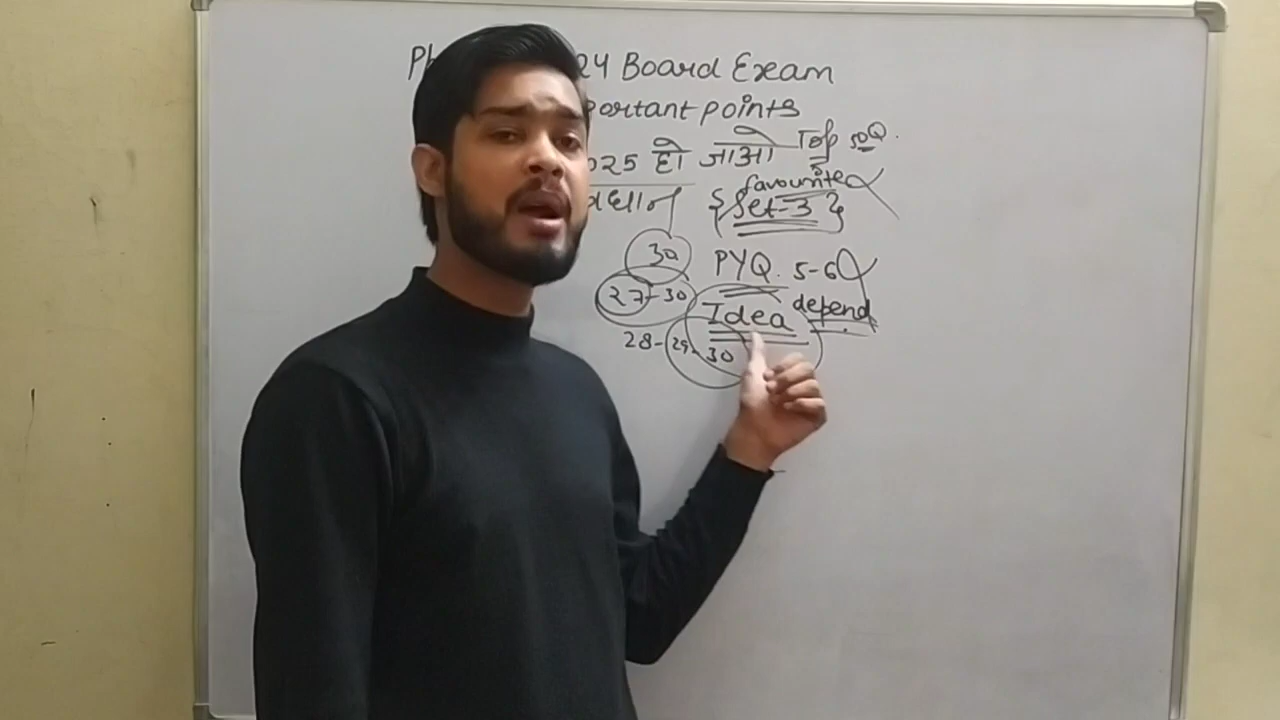 Ph 24 Board Exam
portant points
025 हो जाओ Top 50Q.
favourite
{Set-3}
30 PYQ. 5-6
27-30 Idea depend
28-29-30